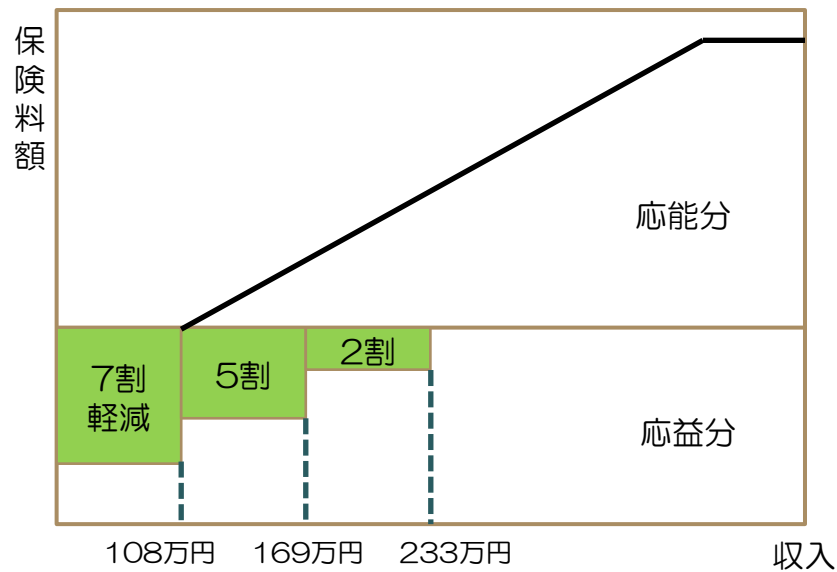 保険料額
応能分
7割
軽減
5割
2割
応益分
108万円
169万円
233万円
収入